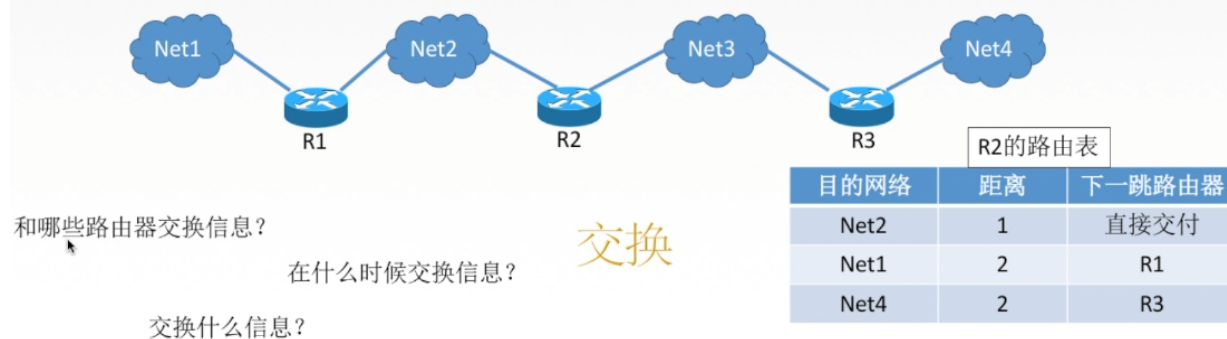 Net1
Net2
Net3
Net4
R1
R2
R3
R2的路由表
目的网络 距离 下一跳路由器
Net2 1 直接交付
Net1 2 R1
Net4 2 R3
和哪些路由器交换信息？
交换
在什么时候交换信息？
交换什么信息？